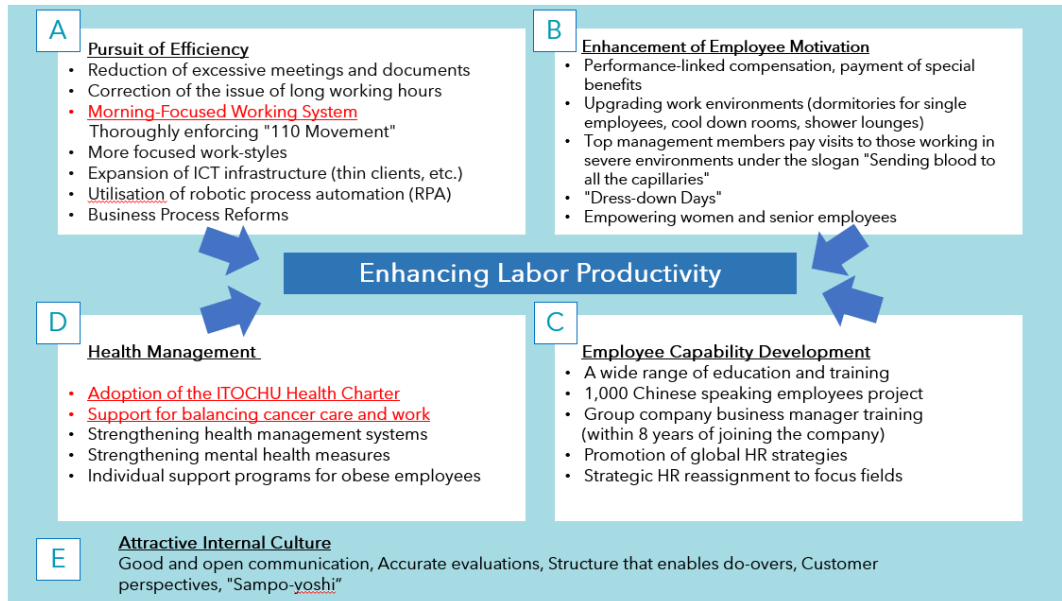 A
Pursuit of Efficiency
• Reduction of excessive meetings and documents
• Correction of the issue of long working hours
• Morning-Focused Working System
Thoroughly enforcing "110 Movement"
• More focused work-styles
• Expansion of ICT infrastructure (thin clients, etc.)
• Utilisation of robotic process automation (RPA)
• Business Process Reforms
B
Enhancement of Employee Motivation
• Performance-linked compensation, payment of special
benefits
• Upgrading work environments (dormitories for single
employees, cool down rooms, shower lounges)
• Top management members pay visits to those working in
severe environments under the slogan "Sending blood to
all the capillaries"
• "Dress-down Days"
• Empowering women and senior employees
Enhancing Labor Productivity
D
Health Management
• Adoption of the ITOCHU Health Charter
• Support for balancing cancer care and work
• Strengthening health management systems
• Strengthening mental health measures
• Individual support programs for obese employees
C
Employee Capability Development
• A wide range of education and training
• 1,000 Chinese speaking employees project
• Group company business manager training
(within 8 years of joining the company)
• Promotion of global HR strategies
• Strategic HR reassignment to focus fields
E
Attractive Internal Culture
Good and open communication, Accurate evaluations, Structure that enables do-overs, Customer
perspectives, "Sampo-yoshi”